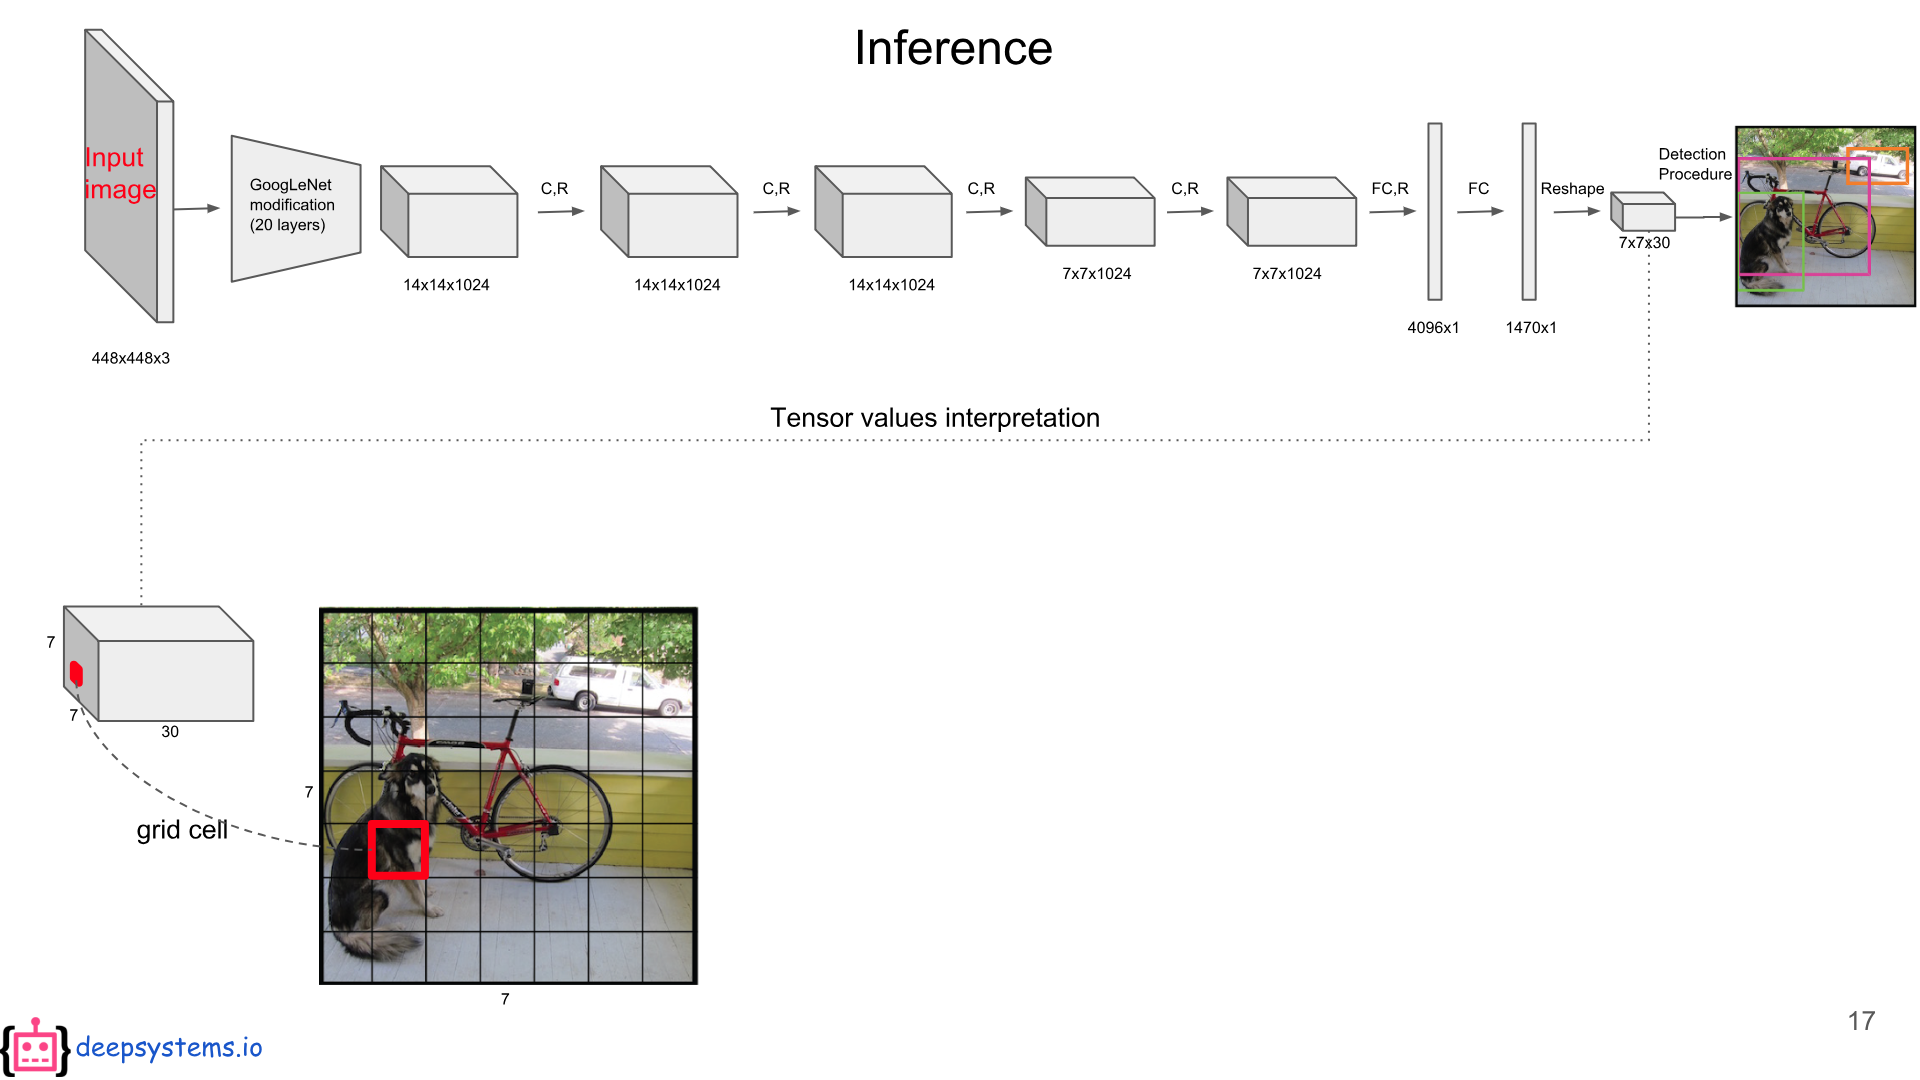 Inference
Input
image
448x448x3
GoogLeNet
modification
(20 layers)
14x14x1024
C,R
14x14x1024
C,R
14x14x1024
C,R
7x7x1024
C,R
7x7x1024
FC,R
4096x1
FC
1470x1
Reshape
7x7x30
Detection
Procedure
Tensor values interpretation
7
7
30
grid cell
7
7
deepsystems.io
17